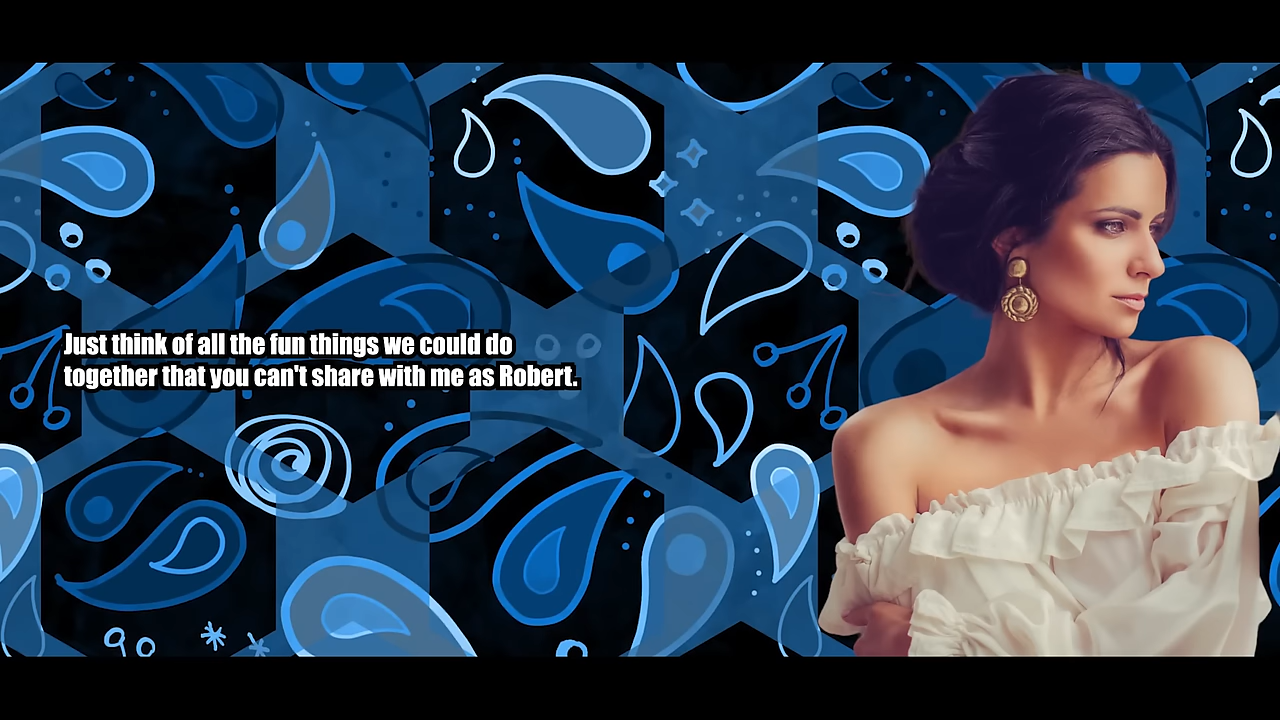 Just think of all the fun things we could do
together that you can't share with me as Robert.